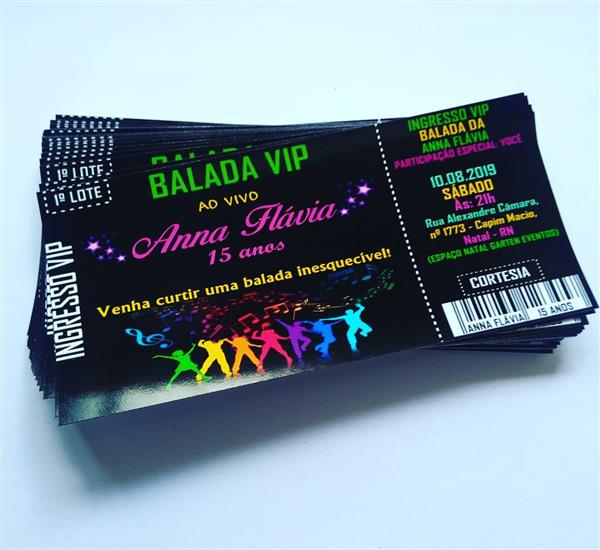 BALADA VIP
1º LOTE
1º LOTE
BALADA VIP
AO VIVO
Anna Flávia
15 anos
Venha curtir uma balada inesquecível!
INGRESSO VIP
INGRESSO VIP
BALADA DA
ANNA FLÁVIA
PARTICIPAÇÃO ESPECIAL: VOCÊ
10.08.2019
SÁBADO
Às: 21h
Rua Alexandre Câmara,
nº 1773 - Capim Macio,
Natal - RN
(ESPAÇO NATAL GARTEN EVENTOS)
CORTESIA
ANNA FLÁVIA 15 ANOS